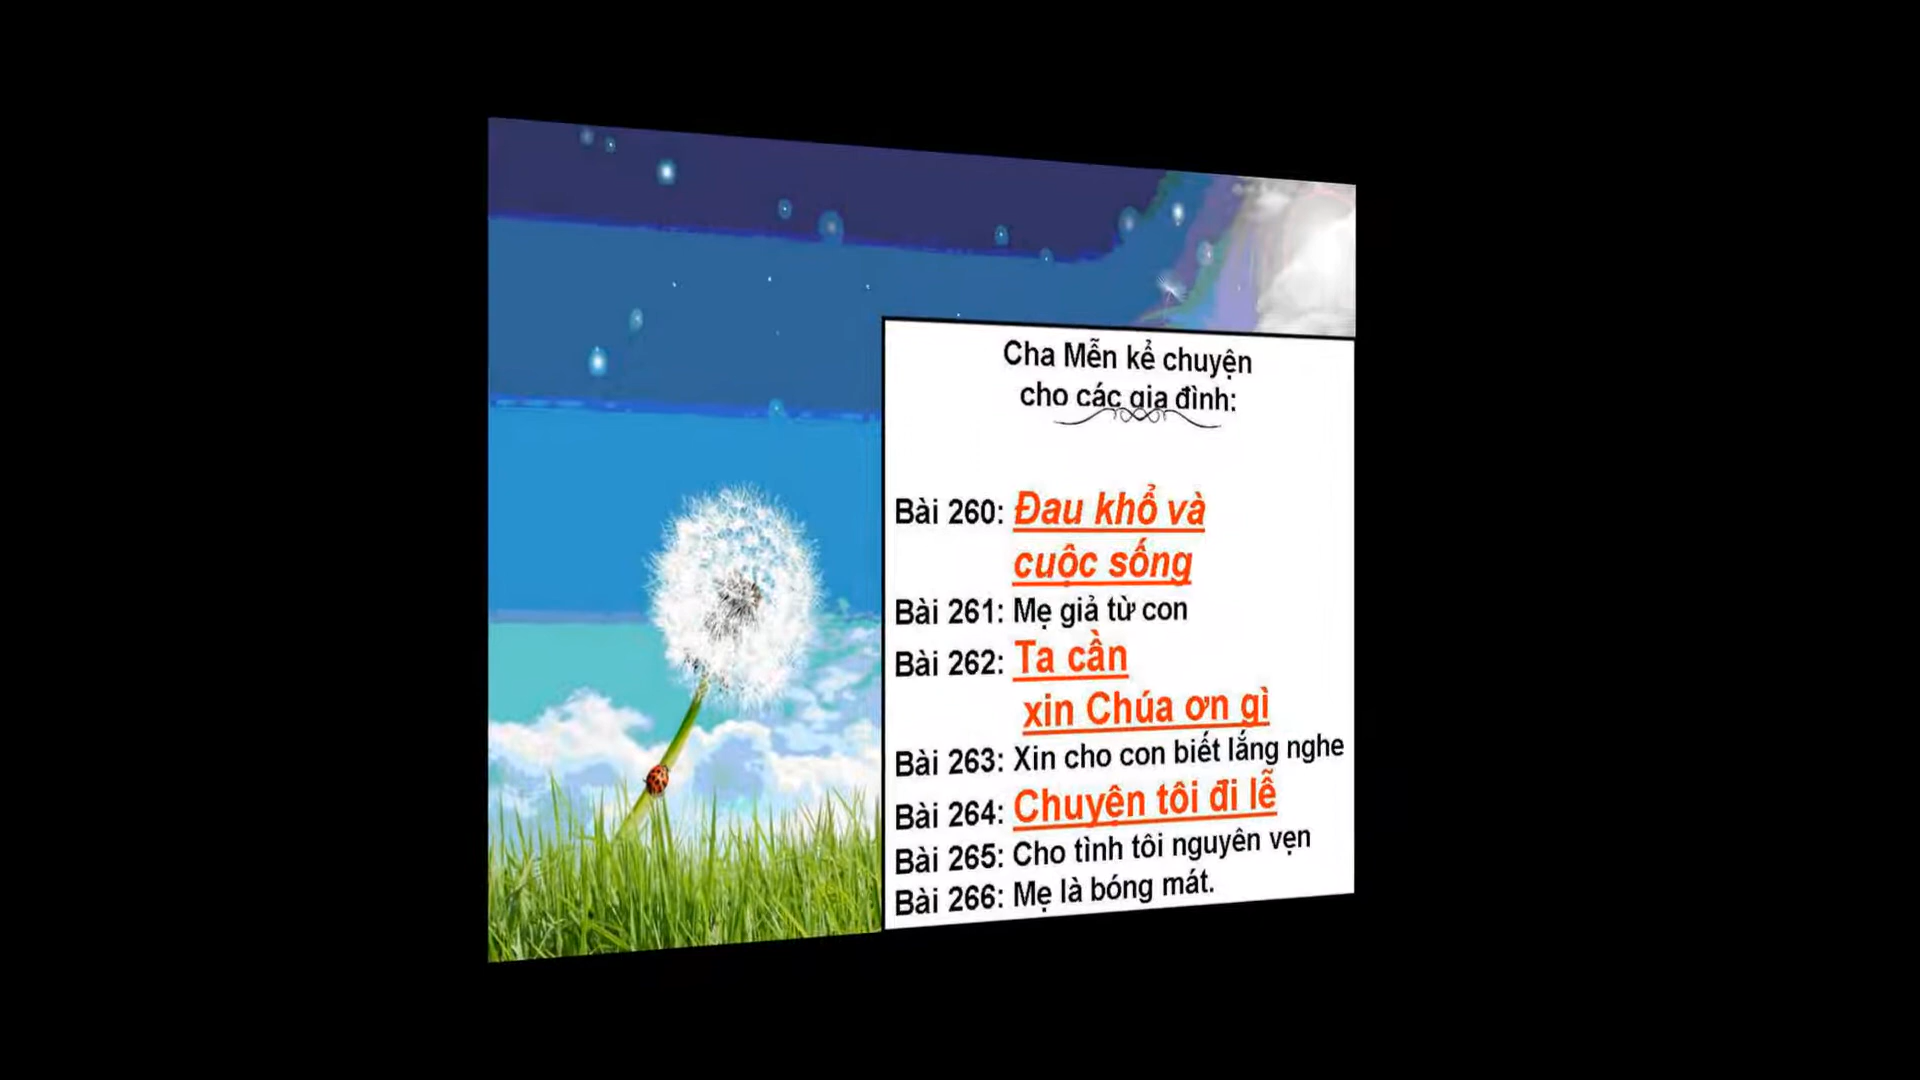 Cha Mễn kể chuyện
cho các gia đình:
Bài 260: Đau khổ và
cuộc sống
Bài 261: Mẹ giả từ con
Bài 262: Ta cần
xin Chúa ơn gì
Bài 263: Xin cho con biết lắng nghe
Bài 264: Chuyện tôi đi lễ
Bài 265: Cho tình tôi nguyên vẹn
Bài 266: Mẹ là bóng mát.